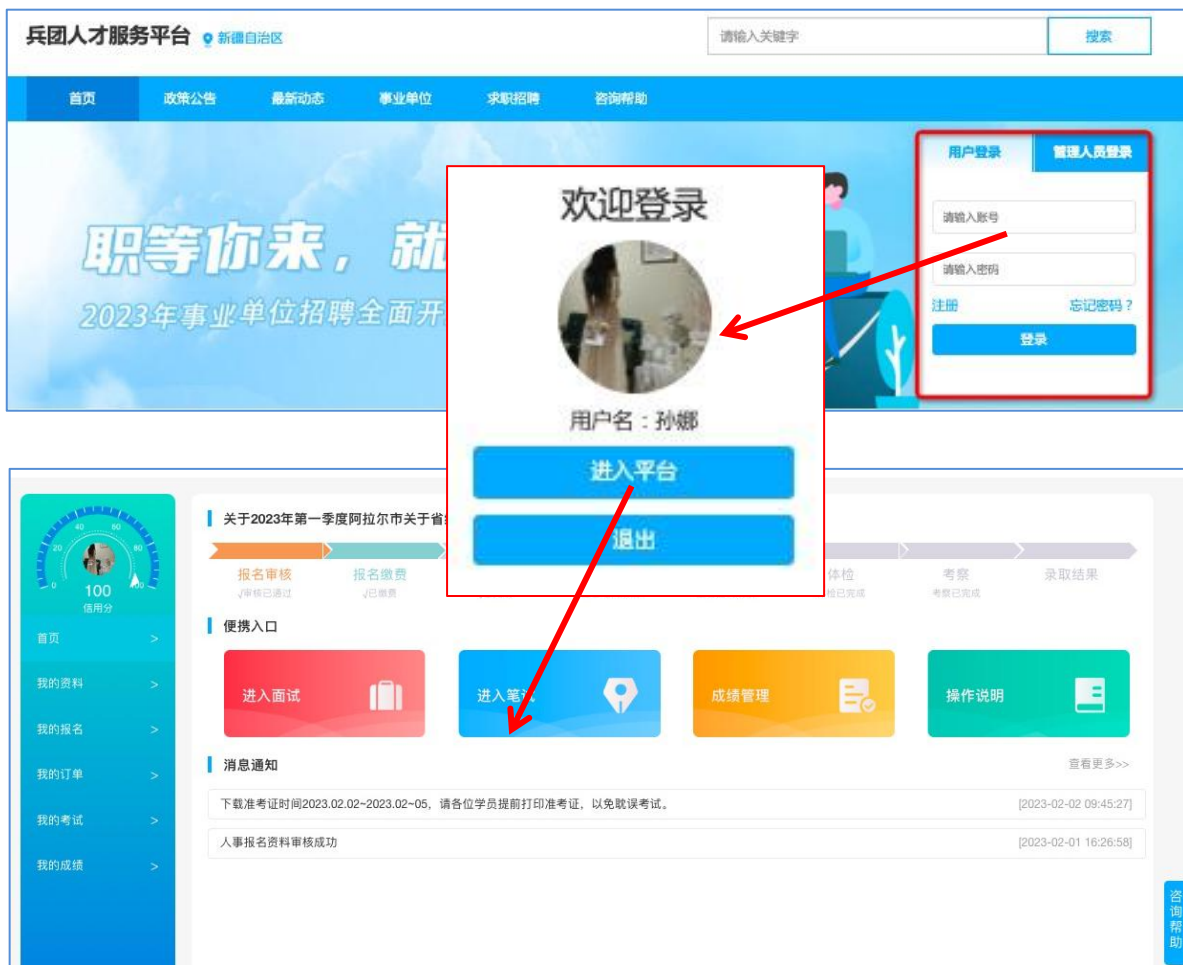 兵团人才服务平台 新疆自治区
请输入关键字
搜索
首页 政策公告 最新动态 事业单位 求职招聘 咨询帮助
用户登录 管理人员登录
职等你来，就
2023年事业单位招聘全面开
请输入账号
请输入密码
注册 忘记密码？
登录
欢迎登录
用户名：孙娜
进入平台
退出
关于2023年第一季度阿拉尔市关于省
报名审核 报名缴费 体检 考察 录取结果
√审核已通过 √已缴费 检已完成 考察已完成
0 20 40 60 80 100
100
信用分
便携入口
进入面试 进入笔试 成绩管理 操作说明
首页 >
我的资料 >
我的报名 >
我的订单 >
我的考试 >
我的成绩 >
消息通知 查看更多>>
下载准考证时间2023.02.02~2023.02~05，请各位学员提前打印准考证，以免耽误考试。 [2023-02-02 09:45:27]
人事报名资料审核成功 [2023-02-01 16:26:58]
咨询帮助